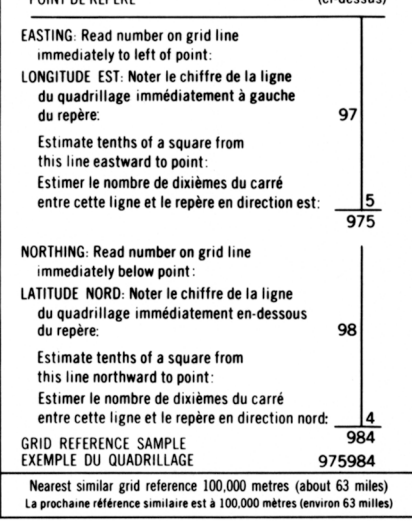 POINT DE REPÈRE (ci-dessus)
EASTING: Read number on grid line
immediately to left of point:
LONGITUDE EST: Noter le chiffre de la ligne
du quadrillage immédiatement à gauche
du repère: 97
Estimate tenths of a square from
this line eastward to point:
Estimer le nombre de dixièmes du carré
entre cette ligne et le repère en direction est: 5
975
NORTHING: Read number on grid line
immediately below point:
LATITUDE NORD: Noter le chiffre de la ligne
du quadrillage immédiatement en-dessous
du repère: 98
Estimate tenths of a square from
this line northward to point:
Estimer le nombre de dixièmes du carré
entre cette ligne et le repère en direction nord: 4
GRID REFERENCE SAMPLE 984
EXEMPLE DU QUADRILLAGE 975984
Nearest similar grid reference 100,000 metres (about 63 miles)
La prochaine référence similaire est à 100,000 mètres (environ 63 milles)